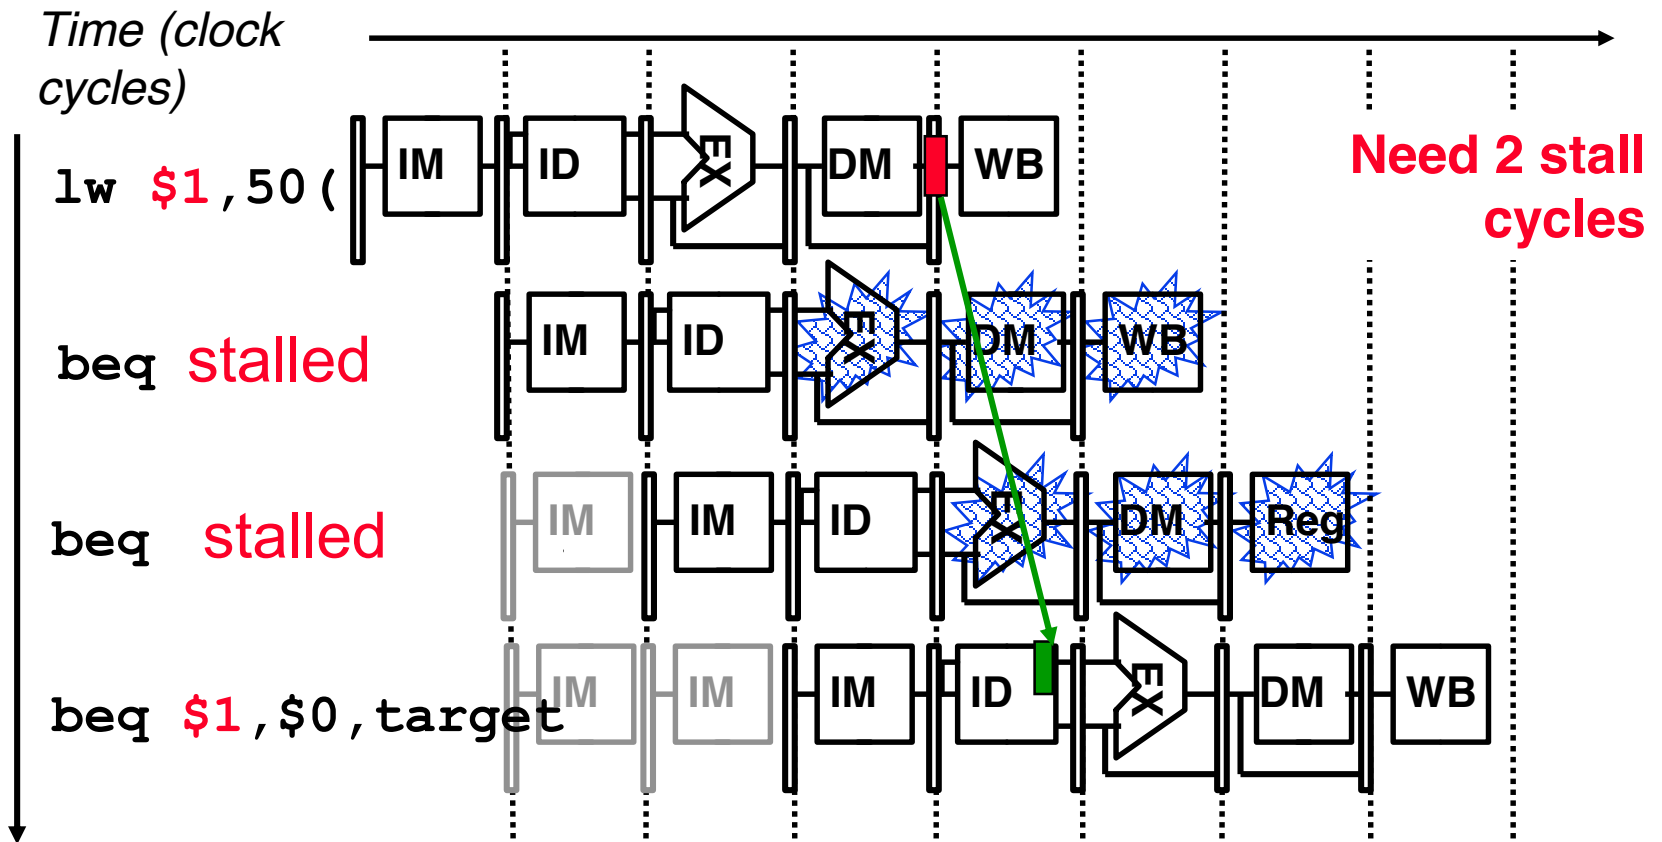 Time (clock
cycles)
lw $1,50( IM ID EX DM WB
Need 2 stall
cycles
beq stalled IM ID EX DM WB
beq stalled IM IM ID EX DM Reg
beq $1,$0,target IM IM IM ID EX DM WB